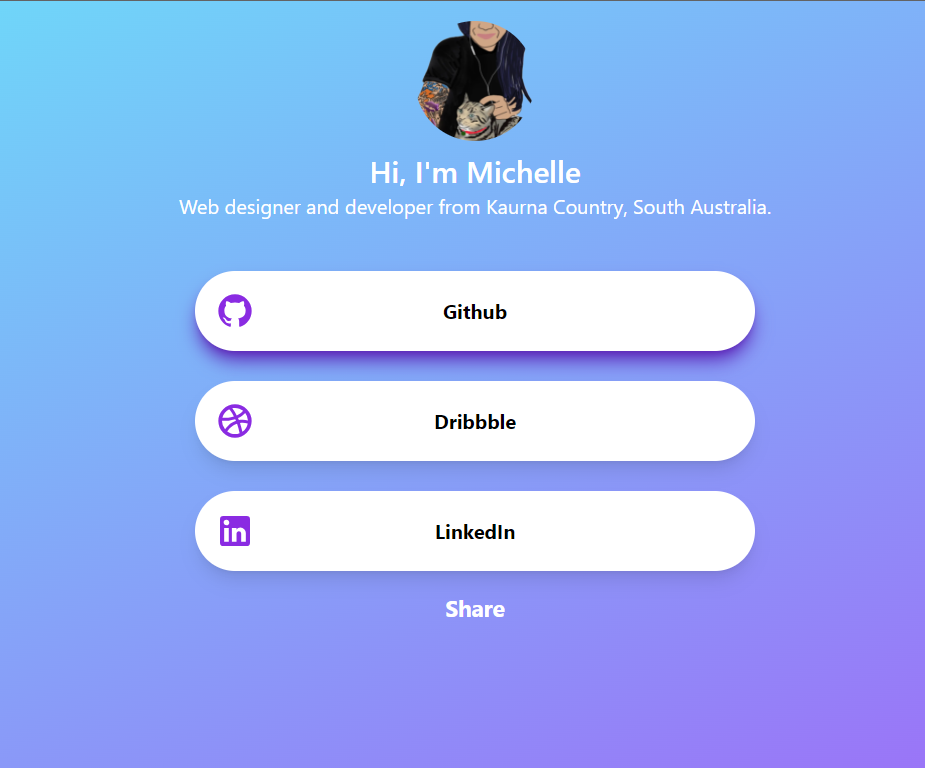 Hi, I'm Michelle
Web designer and developer from Kaurna Country, South Australia.
Github
Dribbble
LinkedIn
Share